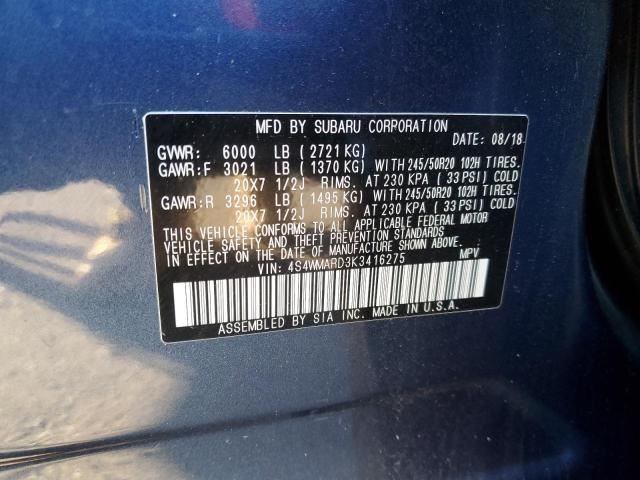 MFD BY SUBARU CORPORATION
DATE: 08/18
GVWR: 6000 LB ( 2721 KG)
GAWR:F 3021 LB ( 1370 KG) WITH 245/50R20 102H TIRES.
20X7 1/2J RIMS. AT 230 KPA ( 33 PSI) COLD
GAWR:R 3296 LB ( 1495 KG) WITH 245/50R20 102H TIRES.
20X7 1/2J RIMS. AT 230 KPA ( 33 PSI) COLD
THIS VEHICLE CONFORMS TO ALL APPLICABLE FEDERAL MOTOR
VEHICLE SAFETY AND THEFT PREVENTION STANDARDS
IN EFFECT ON THE DATE OF MANUFACTURE SHOWN ABOVE.
VIN: 4S4WMARD3K3416275 MPV
ASSEMBLED BY SIA INC. MADE IN U.S.A.